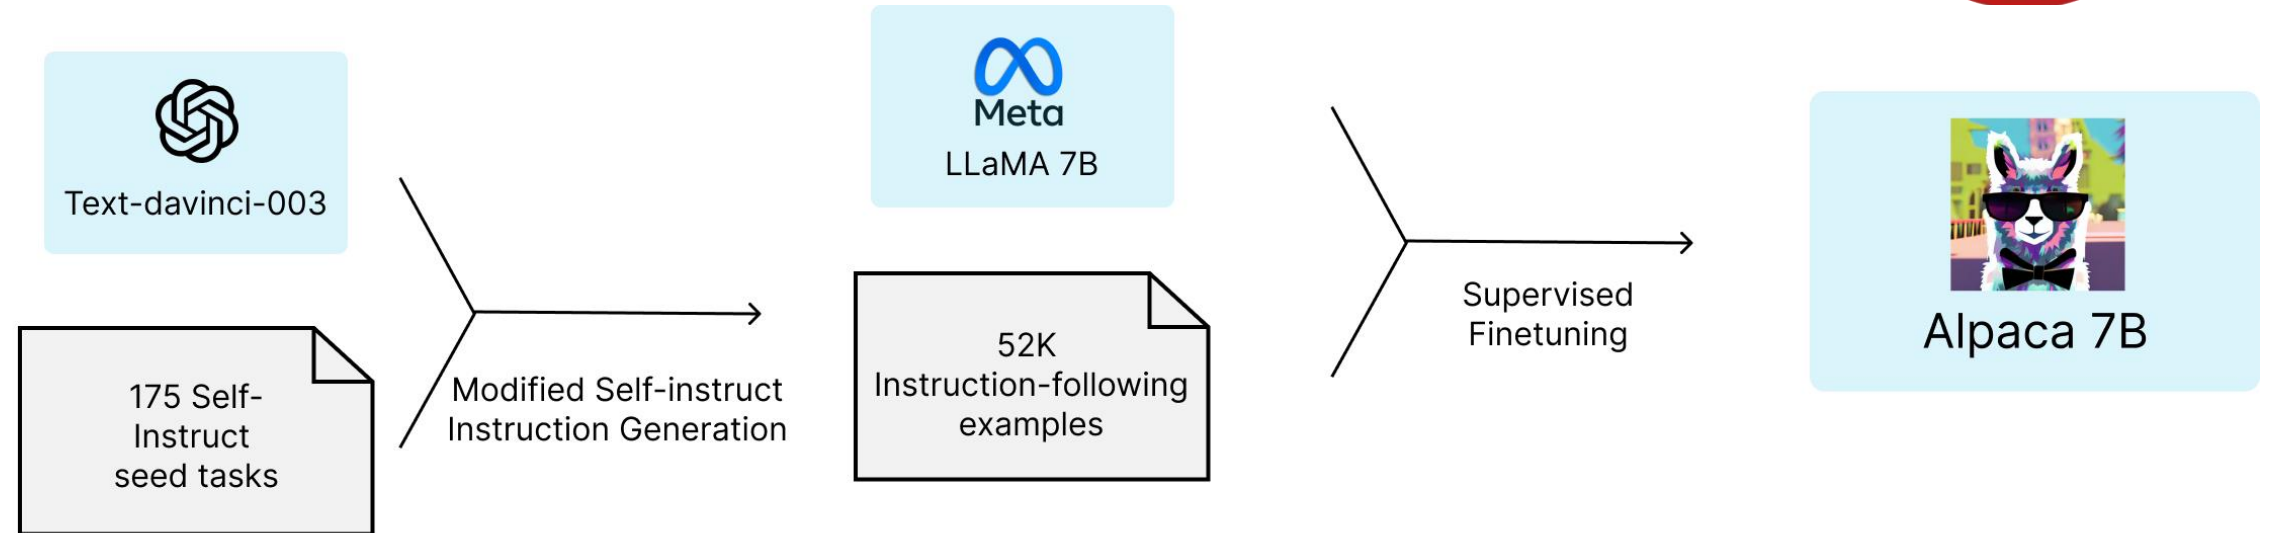 Text-davinci-003
175 Self-
Instruct
seed tasks
Modified Self-instruct
Instruction Generation
Meta
LLaMA 7B
52K
Instruction-following
examples
Supervised
Finetuning
Alpaca 7B